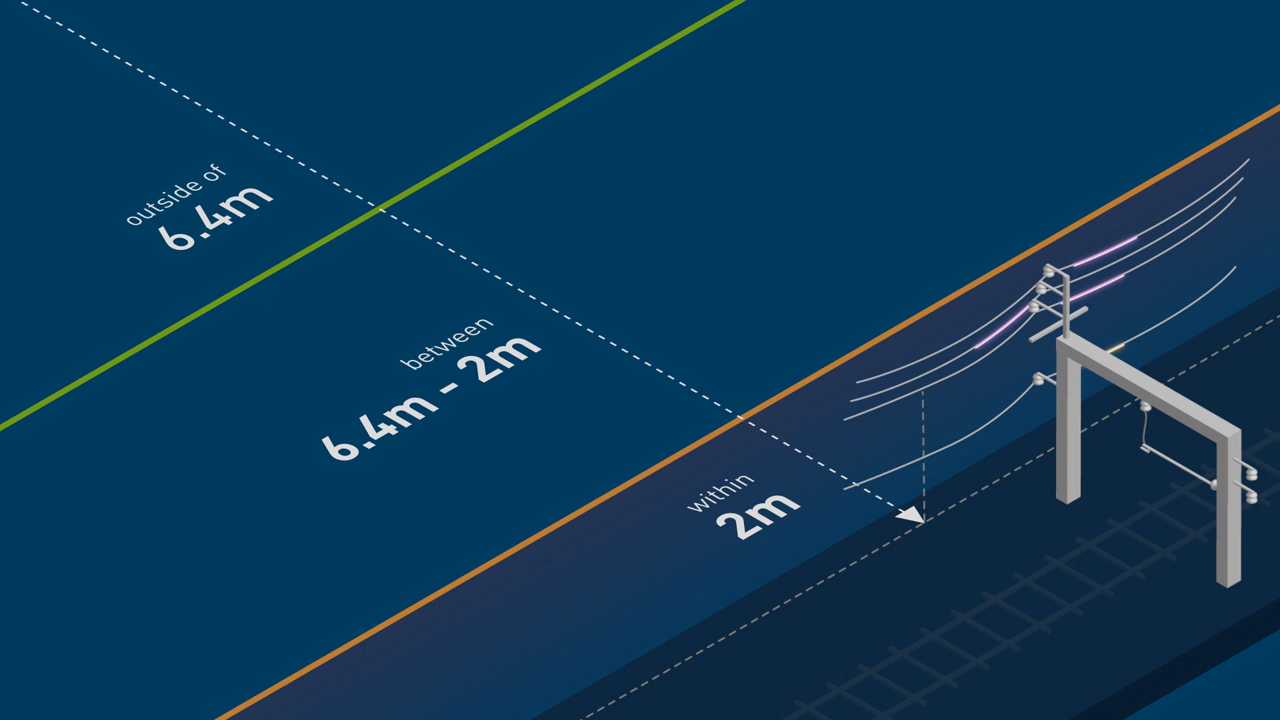 outside of
6.4m
between
6.4m - 2m
within
2m